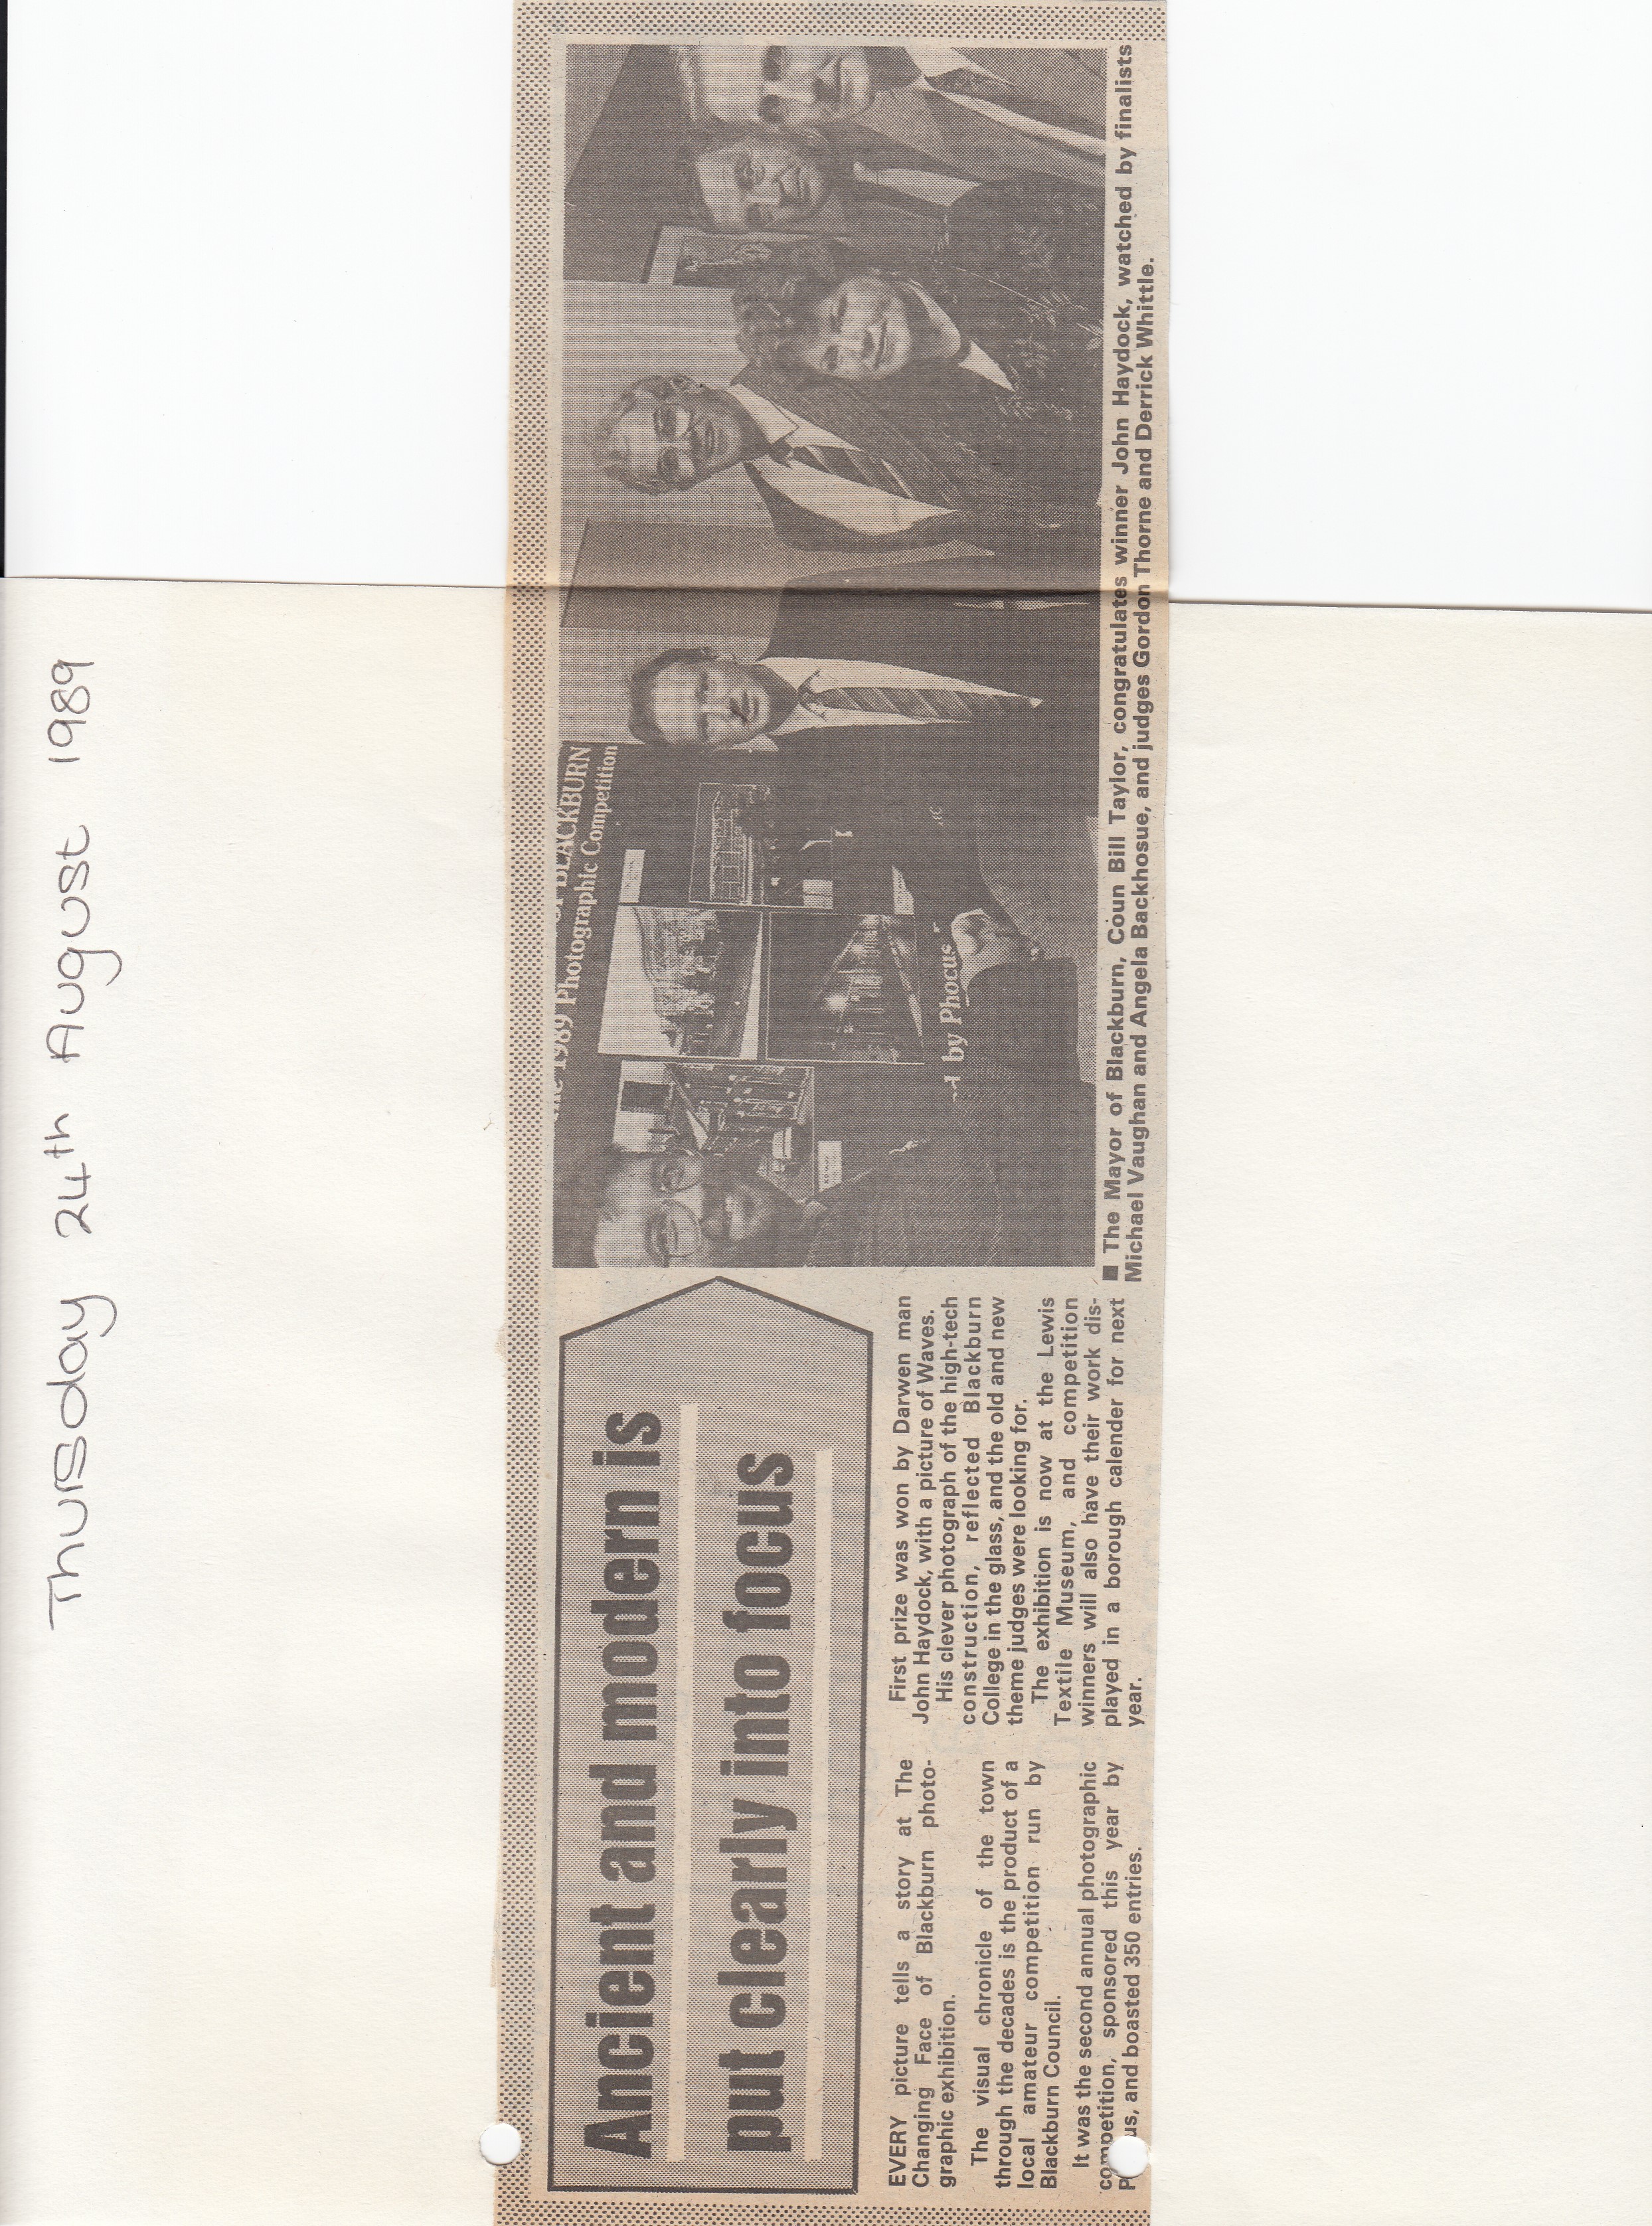 Thursday 24th August 1989
Ancient and modern is
put clearly into focus
EVERY picture tells a story at The
Changing Face of Blackburn photo-
graphic exhibition.
The visual chronicle of the town
through the decades is the product of a
local amateur competition run by
Blackburn Council.
It was the second annual photographic
competition, sponsored this year by
and boasted 350 entries.
First prize was won by Darwen man
John Haydock, with a picture of Waves.
His clever photograph of the high-tech
construction, reflected Blackburn
College in the glass, and the old and new
theme judges were looking for.
The exhibition is now at the Lewis
Textile Museum, and competition
winners will also have their work dis-
played in a borough calender for next
year.
BLACKBURN
1989 Photographic Competition
by Phocus
■ The Mayor of Blackburn, Coun Bill Taylor, congratulates winner John Haydock, watched by finalists
Michael Vaughan and Angela Backhosue, and judges Gordon Thorne and Derrick Whittle.